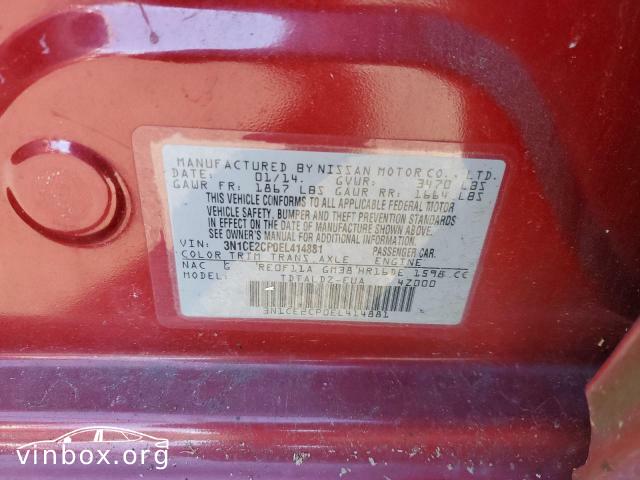 MANUFACTURED BY NISSAN MOTOR CO., LTD.
DATE: 01/14. GVWR: 3470 LBS
GAWR FR: 1867 LBS GAWR RR: 1664 LBS
THIS VEHICLE CONFORMS TO ALL APPLICABLE FEDERAL MOTOR
VEHICLE SAFETY, BUMPER AND THEFT PREVENTION STANDARDS
IN EFFECT ON THE DATE OF MANUFACTURE SHOWN ABOVE.
SEE OWNER'S MANUAL.
VIN: 3N1CE2CP0EL414881 PASSENGER CAR.
COLOR TRIM TRANS. AXLE ENGINE
NAC G RE0F11A GM38 HR16DE 1598 CC
MODEL: TDTALDZ-EUA 4Z000
3N1CE2CP0EL414881
vinbox.org